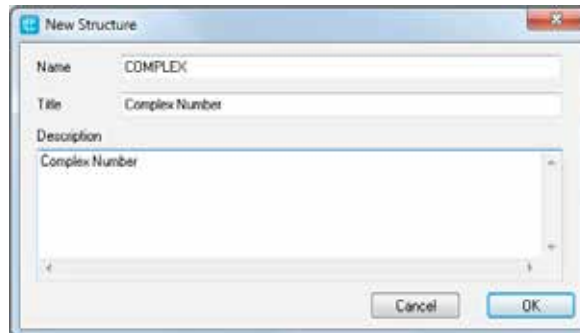 New Structure
Name COMPLEX
Title Complex Number
Description
Complex Number
Cancel OK